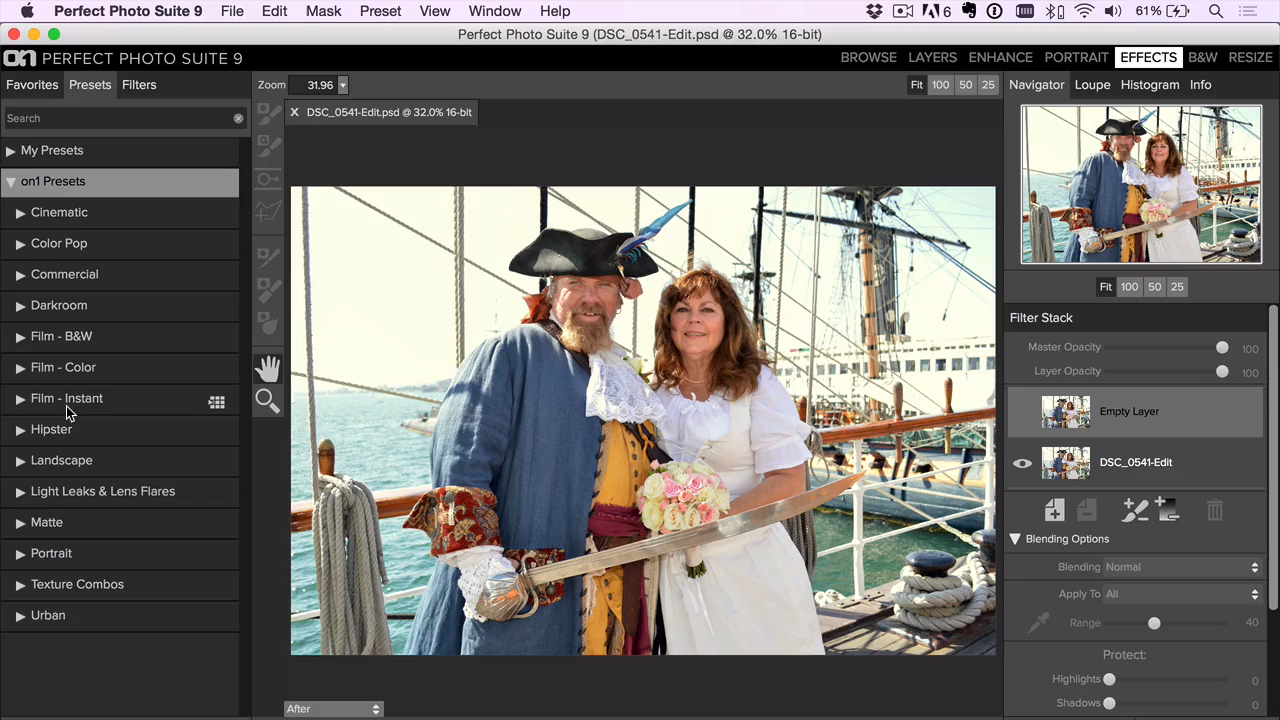 Perfect Photo Suite 9 File Edit Mask Preset View Window Help 6 61%
Perfect Photo Suite 9 (DSC_0541-Edit.psd @ 32.0% 16-bit)
on1 PERFECT PHOTO SUITE 9 BROWSE LAYERS ENHANCE PORTRAIT EFFECTS B&W RESIZE
Favorites Presets Filters Zoom 31.96 Fit 100 50 25 Navigator Loupe Histogram Info
Search X DSC_0541-Edit.psd @ 32.0% 16-bit
My Presets
on1 Presets
Cinematic
Color Pop
Commercial
Darkroom
Film - B&W
Film - Color
Film - Instant
Hipster
Landscape
Light Leaks & Lens Flares
Matte
Portrait
Texture Combos
Urban
After
Fit 100 50 25
Filter Stack
Master Opacity 100
Layer Opacity 100
Empty Layer
DSC_0541-Edit
Blending Options
Blending Normal
Apply To All
Range 40
Protect:
Highlights 0
Shadows 0